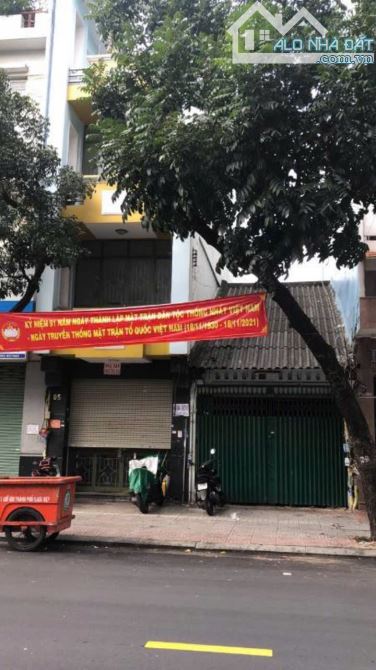 ALO NHÀ ĐẤT
.com.vn
KỶ NIỆM 91 NĂM NGÀY THÀNH LẬP MẶT TRẬN DÂN TỘC THỐNG NHẤT VIỆT NAM
- NGÀY TRUYỀN THỐNG MẶT TRẬN TỔ QUỐC VIỆT NAM (18/11/1930 - 18/11/2021)
85